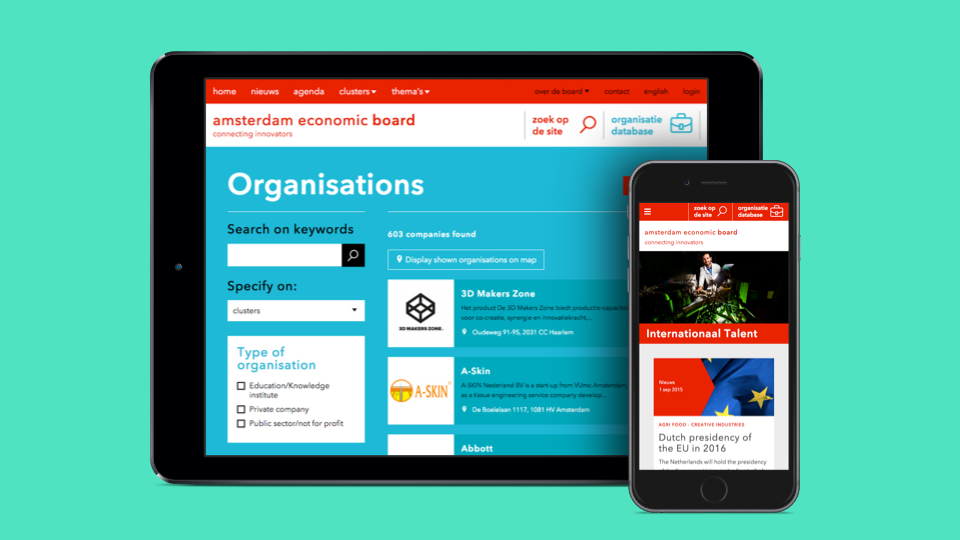 home nieuws agenda clusters thema's over de board contact english login
amsterdam economic board
connecting innovators
zoek op
de site
organisatie
database
Organisations
Search on keywords
Specify on:
clusters
Type of
organisation
Education/Knowledge
institute
Private company
Public sector/not for profit
603 companies found
Display shown organisations on map
3D MAKERS ZONE
3D Makers Zone
Het product De 3D Makers Zone biedt productie-capaciteit
voor co-creatie, synergie en innovatiekracht...
Oudeweg 91-95, 2031 CC Haarlem
A-SKIN
A-Skin
A-SKIN Nederland BV is a start-up from VUmc Amsterdam,
as a tissue engineering service company develop...
De Boelelaan 1117, 1081 HV Amsterdam
Abbott
zoek op
de site
organisatie
database
amsterdam economic board
connecting innovators
Internationaal Talent
Nieuws
1 sep 2015
AGRI FOOD - CREATIVE INDUSTRIES
Dutch presidency of
the EU in 2016
The Netherlands will hold the presidency